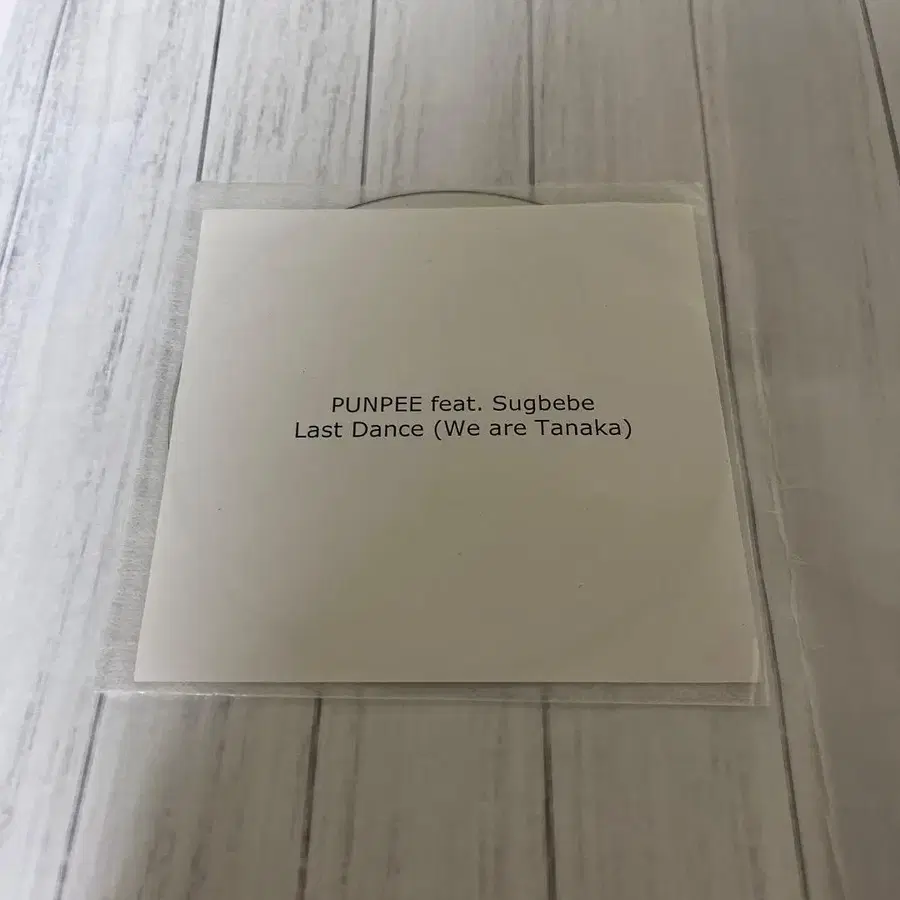 PUNPEE feat. Sugbebe
Last Dance (We are Tanaka)